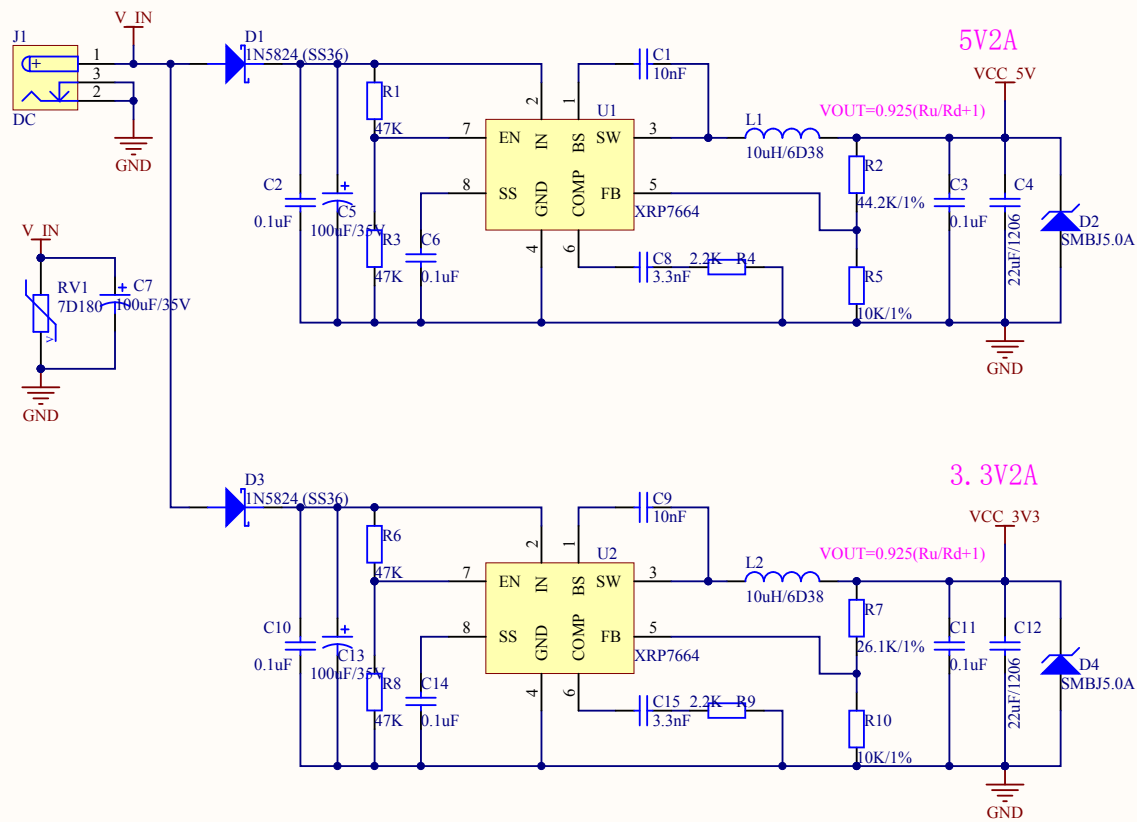 V_IN
J1
1
3
2
DC
GND
D1
1N5824 (SS36)
C1
10nF
5V2A
VCC_5V
VOUT=0.925(Ru/Rd+1)
R1
47K
2
1
U1
7
EN
IN
BS
SW
3
L1
10uH/6D38
8
SS
GND
COMP
FB
5
XRP7664
4
6
C2
0.1uF
C5
100uF/35V
R3
47K
C6
0.1uF
C8
3.3nF
2.2K
R4
R2
44.2K/1%
R5
10K/1%
C3
0.1uF
C4
22uF/1206
D2
SMBJ5.0A
GND
V_IN
RV1
7D180
V
C7
100uF/35V
GND
D3
1N5824 (SS36)
C9
10nF
3.3V2A
VCC_3V3
VOUT=0.925(Ru/Rd+1)
R6
47K
2
1
U2
7
EN
IN
BS
SW
3
L2
10uH/6D38
8
SS
GND
COMP
FB
5
XRP7664
4
6
C10
0.1uF
C13
100uF/35V
R8
47K
C14
0.1uF
C15
3.3nF
2.2K
R9
R7
26.1K/1%
R10
10K/1%
C11
0.1uF
C12
22uF/1206
D4
SMBJ5.0A
GND